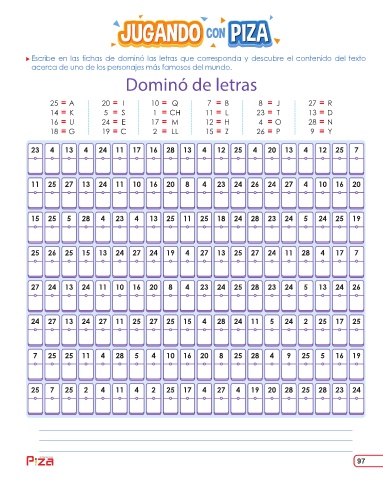 JUGANDO CON PIZA
Escribe en las fichas de dominó las letras que corresponda y descubre el contenido del texto
acerca de uno de los personajes más famosos del mundo.
Dominó de letras
25 = A 20 = I 10 = Q 7 = B 8 = J 27 = R
14 = K 5 = S 1 = CH 11 = L 23 = T 13 = D
16 = U 24 = E 17 = M 12 = H 4 = O 28 = N
18 = G 19 = C 2 = LL 15 = Z 26 = P 9 = Y
23 4 13 4 24 11 17 16 28 13 4 12 25 4 20 13 4 12 25 7
11 25 27 13 24 11 10 16 20 8 4 23 24 26 24 27 4 10 16 20
15 25 5 28 4 23 4 13 25 11 25 18 24 28 23 24 5 24 25 19
25 26 25 15 13 24 27 24 19 4 27 13 25 27 24 11 28 4 17 7
27 24 13 24 11 10 16 20 8 4 23 24 25 28 23 24 5 13 24 26
24 27 13 24 27 11 25 27 25 15 4 28 24 11 5 24 2 25 17 25
7 25 25 11 4 28 5 4 10 16 20 8 25 28 4 9 25 5 16 19
25 7 25 2 4 11 4 2 25 17 4 27 4 19 20 28 25 28 23 24
Piza 97